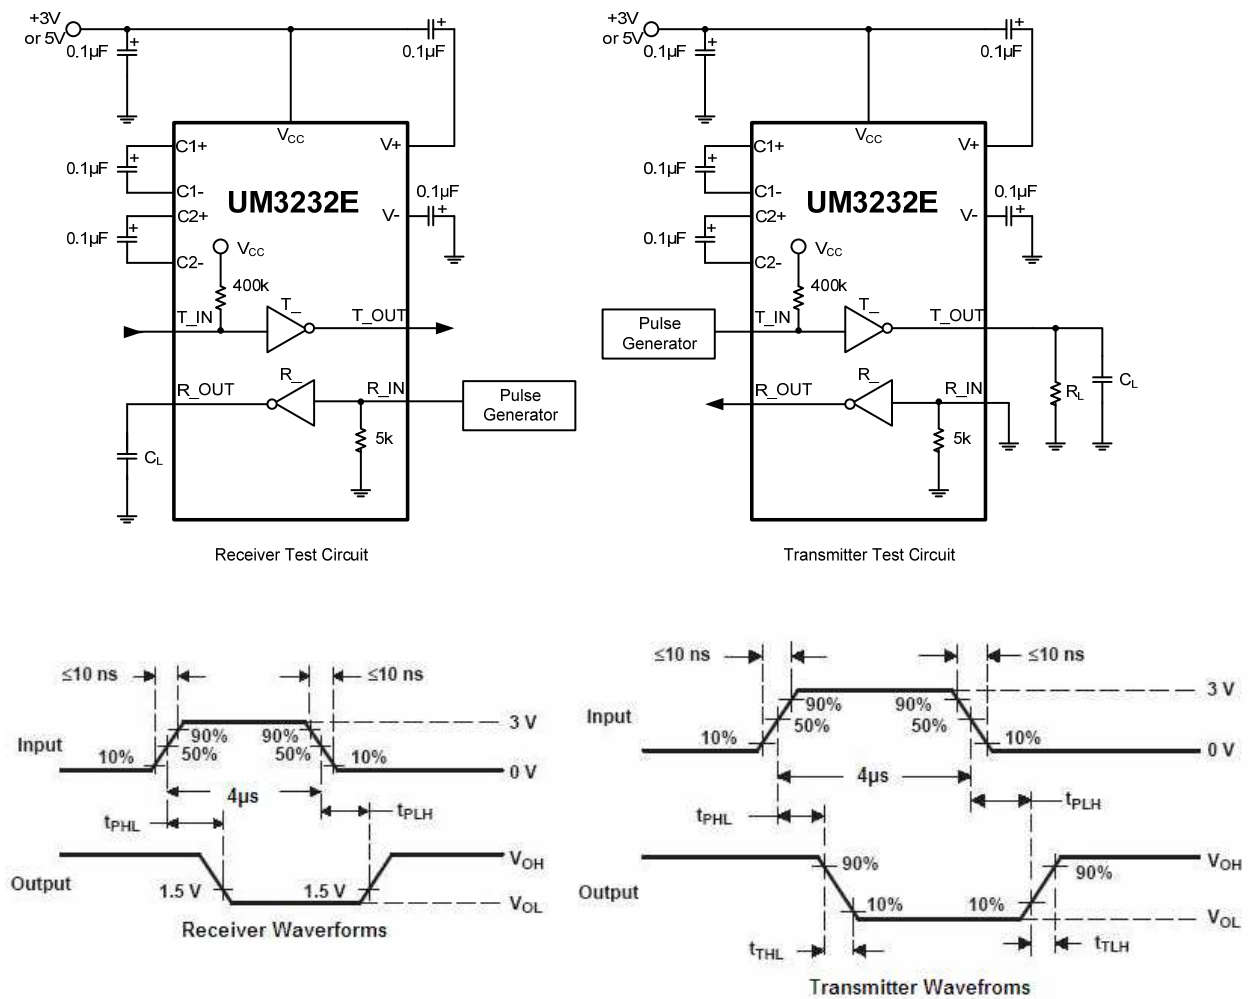 +3V
or 5V
0.1µF
+
+
0.1µF
VCC
C1+
V+
+
0.1µF
C1-
UM3232E
0.1µF
C2+
V-
+
+
0.1µF
C2-
VCC
400k
T_IN
T_
T_OUT
R_OUT
R_
R_IN
Pulse
Generator
5k
CL
Receiver Test Circuit
+3V
or 5V
0.1µF
+
+
0.1µF
VCC
C1+
V+
+
0.1µF
C1-
UM3232E
0.1µF
C2+
V-
+
+
0.1µF
C2-
VCC
400k
Pulse
Generator
T_IN
T_
T_OUT
R_OUT
R_
R_IN
RL
CL
5k
Transmitter Test Circuit
≤10 ns
≤10 ns
3 V
Input
90%
90%
50%
50%
10%
10%
0 V
4µs
tPHL
tPLH
VOH
Output
1.5 V
1.5 V
VOL
Receiver Waverforms
≤10 ns
≤10 ns
3 V
Input
90%
90%
50%
50%
10%
10%
0 V
4µs
tPHL
tPLH
VOH
90%
90%
Output
10%
10%
VOL
tTHL
tTLH
Transmitter Wavefroms